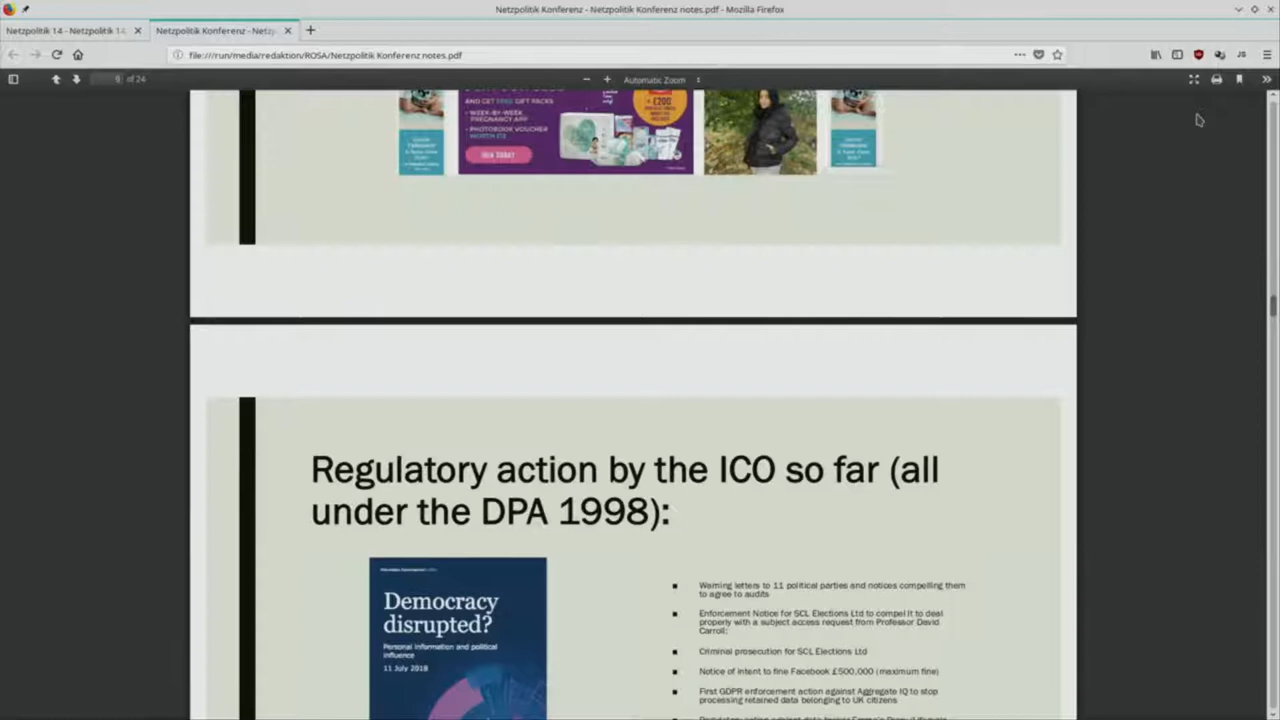 Netzpolitik Konferenz - Netzpolitik Konferenz notes.pdf - Mozilla Firefox
Netzpolitik 14 - Netzpolitik 14
Netzpolitik Konferenz - Netzp
file:///run/media/redaktion/ROSA/Netzpolitik Konferenz notes.pdf
9 of 24
Automatic Zoom
AND GET FREE GIFT PACKS
- WEEK-BY-WEEK
PREGNANCY APP
- PHOTOBOOK VOUCHER
WORTH
JOIN TODAY
£200
Regulatory action by the ICO so far (all
under the DPA 1998):
Democracy
disrupted?
Personal information and political
influence
11 July 2018
■ Warning letters to 11 political parties and notices compelling them
to agree to audits
■ Enforcement Notice for SCL Elections Ltd to compel it to deal
properly with a subject access request from Professor David
Carroll;
■ Criminal prosecution for SCL Elections Ltd
■ Notice of intent to fine Facebook £500,000 (maximum fine)
■ First GDPR enforcement action against Aggregate IQ to stop
processing retained data belonging to UK citizens